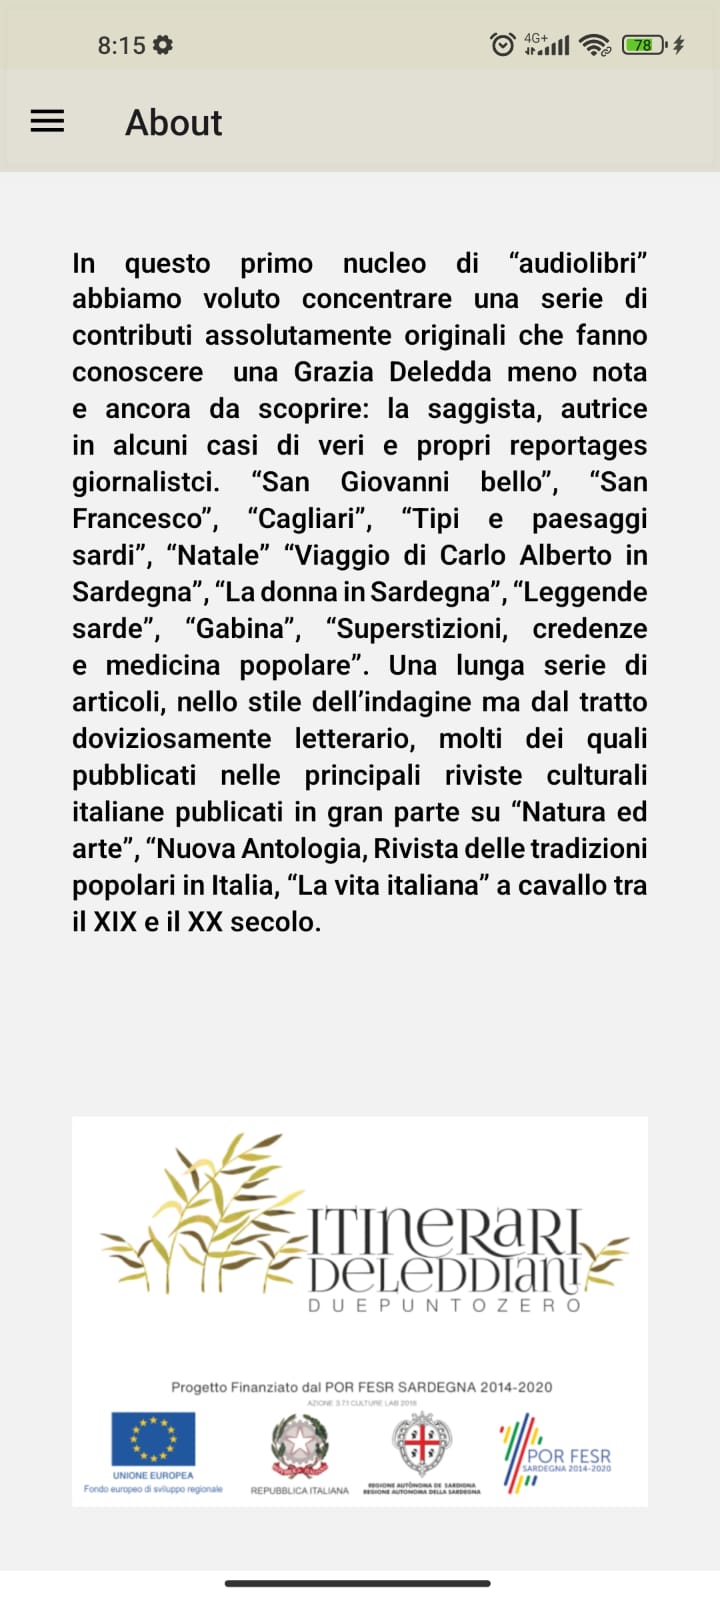 8:15
4G+
78
About
In questo primo nucleo di “audiolibri”
abbiamo voluto concentrare una serie di
contributi assolutamente originali che fanno
conoscere una Grazia Deledda meno nota
e ancora da scoprire: la saggista, autrice
in alcuni casi di veri e propri reportages
giornalistci. “San Giovanni bello”, “San
Francesco”, “Cagliari”, “Tipi e paesaggi
sardi”, “Natale” “Viaggio di Carlo Alberto in
Sardegna”, “La donna in Sardegna”, “Leggende
sarde”, “Gabina”, “Superstizioni, credenze
e medicina popolare”. Una lunga serie di
articoli, nello stile dell’indagine ma dal tratto
doviziosamente letterario, molti dei quali
pubblicati nelle principali riviste culturali
italiane publicati in gran parte su “Natura ed
arte”, “Nuova Antologia, Rivista delle tradizioni
popolari in Italia, “La vita italiana” a cavallo tra
il XIX e il XX secolo.
ITINERARI
DELEDDIANI
DUEPUNTOZERO
Progetto Finanziato dal POR FESR SARDEGNA 2014-2020
AZIONE 3.7.1 CULTURE LAB 2018
UNIONE EUROPEA
Fondo europeo di sviluppo regionale
REPUBBLICA ITALIANA
REGIONE AUTÒNOMA DE SARDIGNA
REGIONE AUTONOMA DELLA SARDEGNA
POR FESR
SARDEGNA 2014-2020